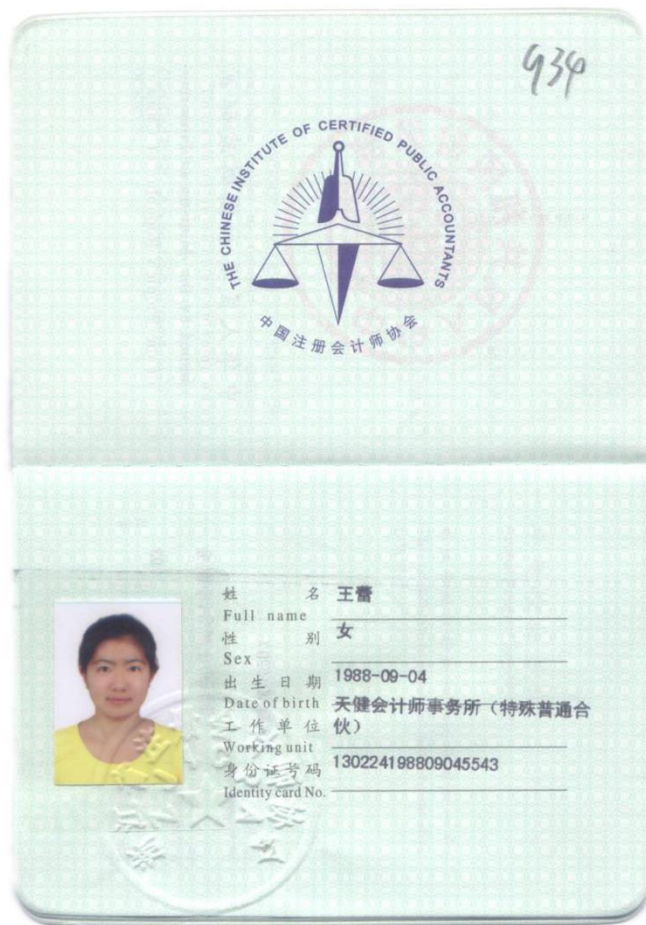 934
THE CHINESE INSTITUTE OF CERTIFIED PUBLIC ACCOUNTANTS
中国注册会计师协会
姓 名 王蕾
Full name
性 别 女
Sex
出生日期 1988-09-04
Date of birth
工作单位 天健会计师事务所（特殊普通合
伙）
Working unit
身份证号码 130224198809045543
Identity card No.